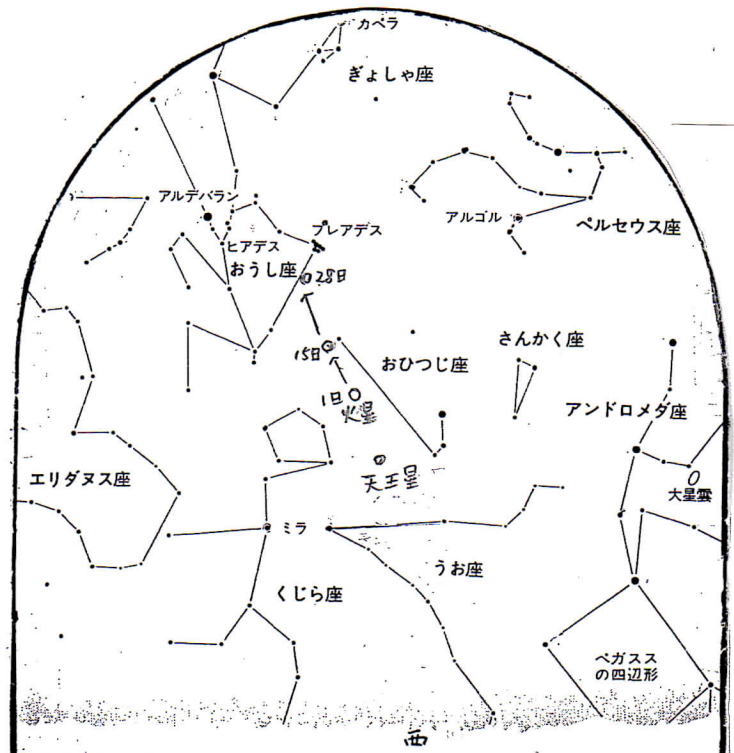 カペラ
ぎょしゃ座
アルデバラン
プレアデス
アルゴル
ペルセウス座
ヒアデス
おうし座
28日
15日
おひつじ座
さんかく座
1日
火星
アンドロメダ座
エリダヌス座
天王星
大星雲
ミラ
うお座
くじら座
ペガスス
の四辺形
西